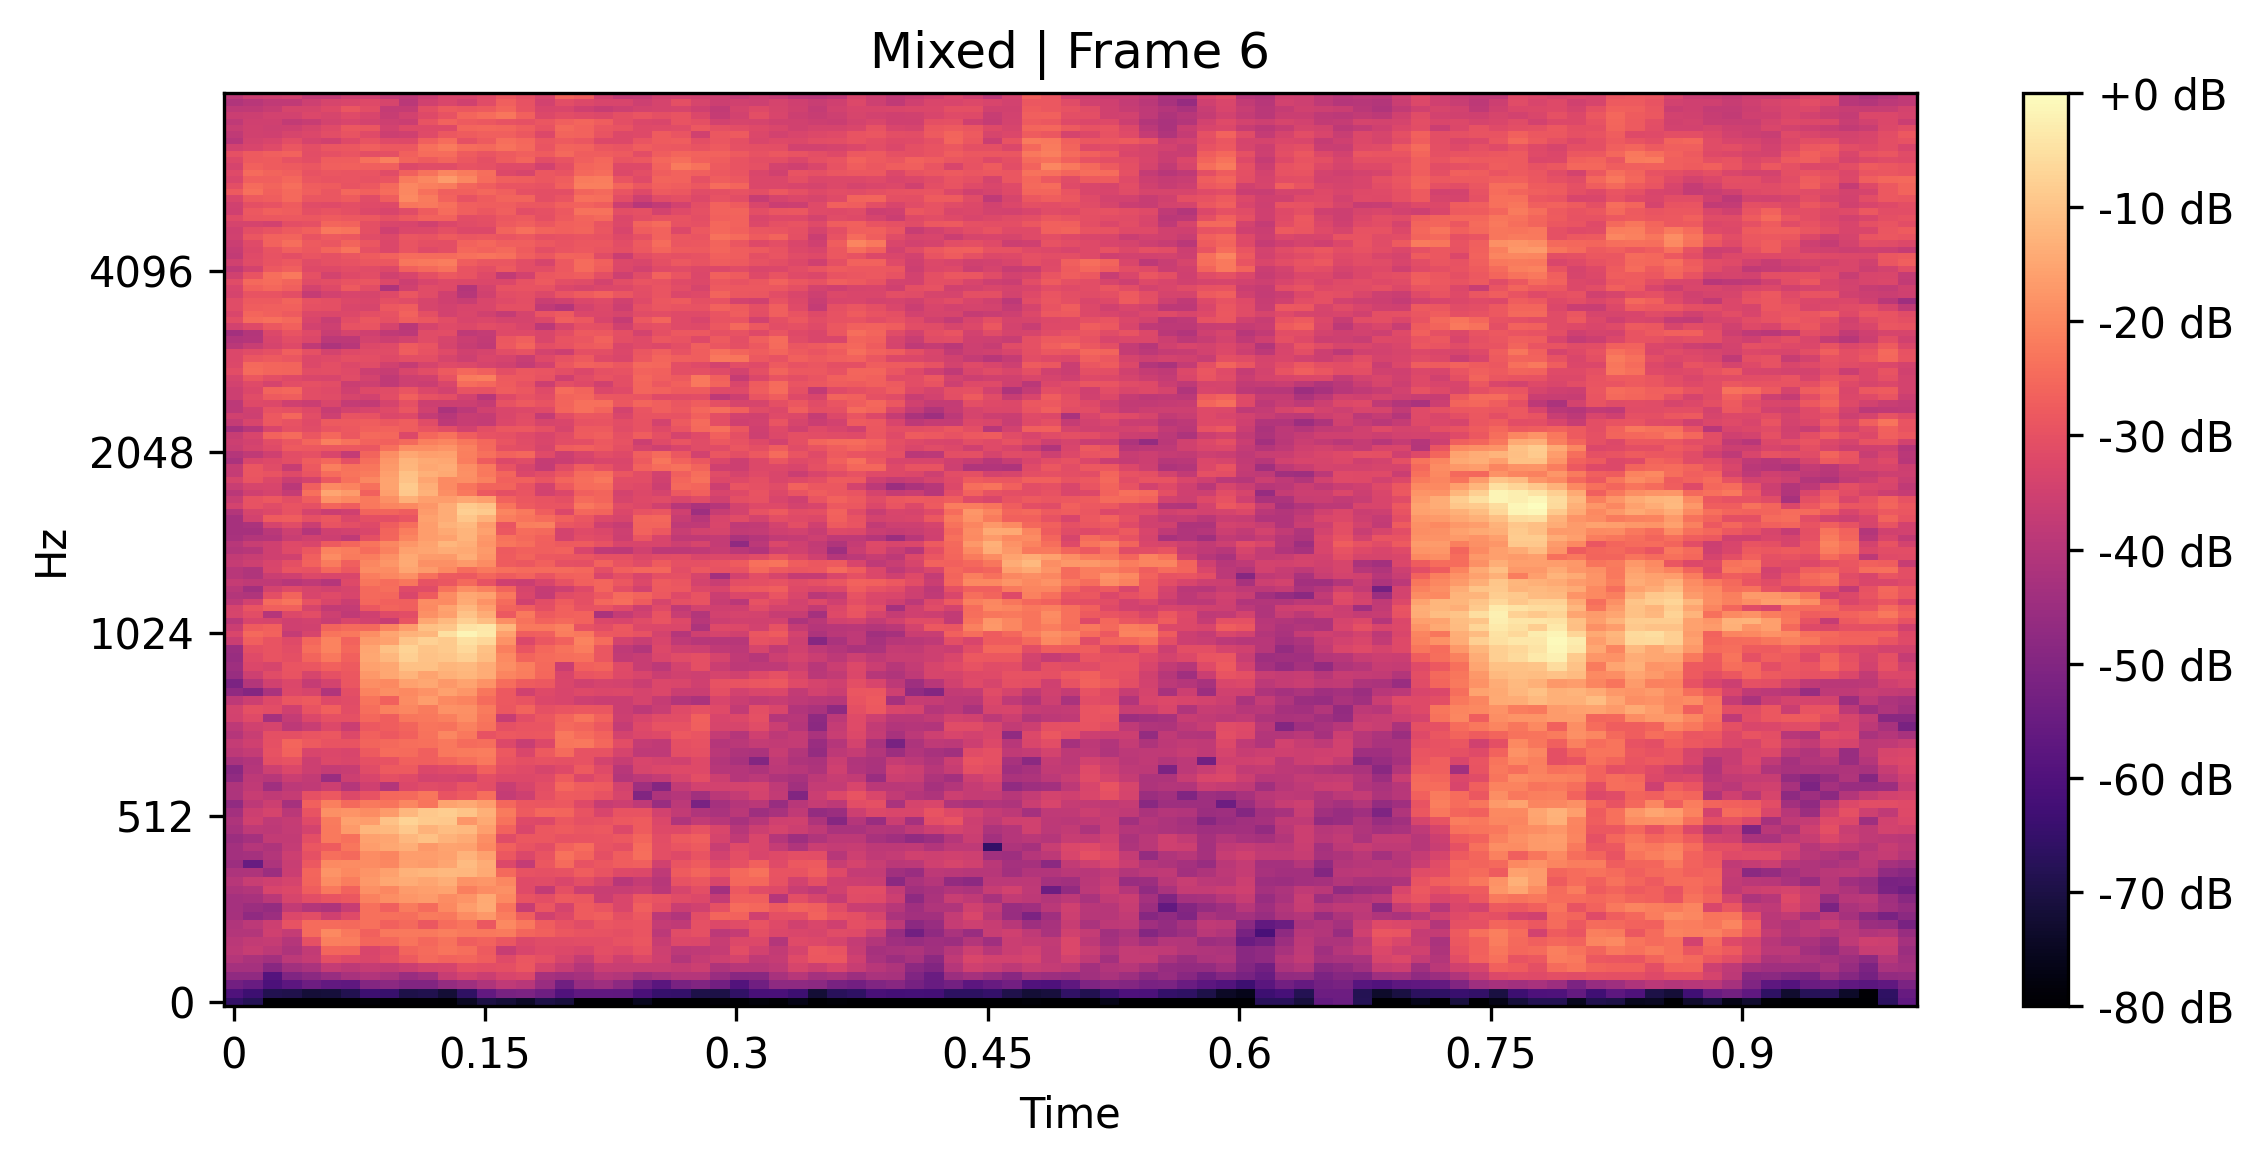 Mixed | Frame 6
+0 dB
-10 dB
-20 dB
-30 dB
-40 dB
-50 dB
-60 dB
-70 dB
-80 dB
Hz
4096
2048
1024
512
0
0 0.15 0.3 0.45 0.6 0.75 0.9
Time